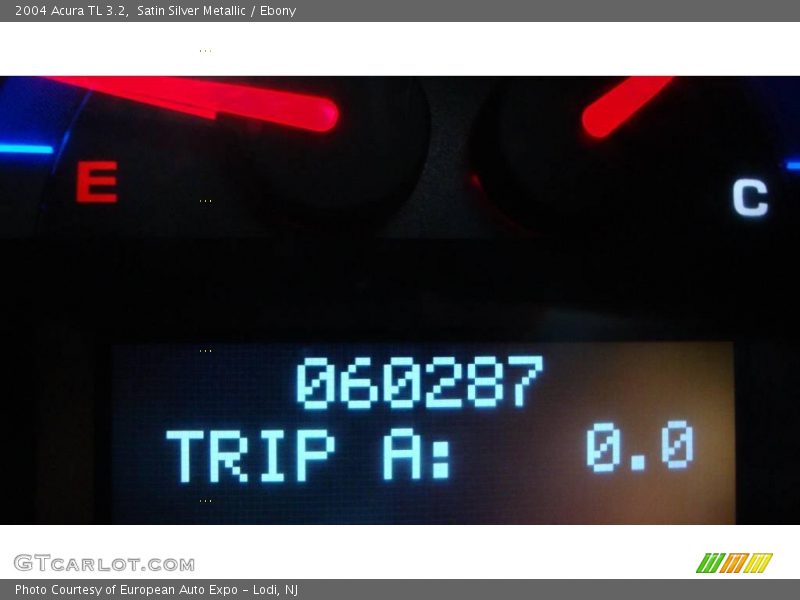 2004 Acura TL 3.2,  Satin Silver Metallic / Ebony
E
C
060287
TRIP A: 0.0
GTCARLOT.COM
Photo Courtesy of European Auto Expo - Lodi, NJ